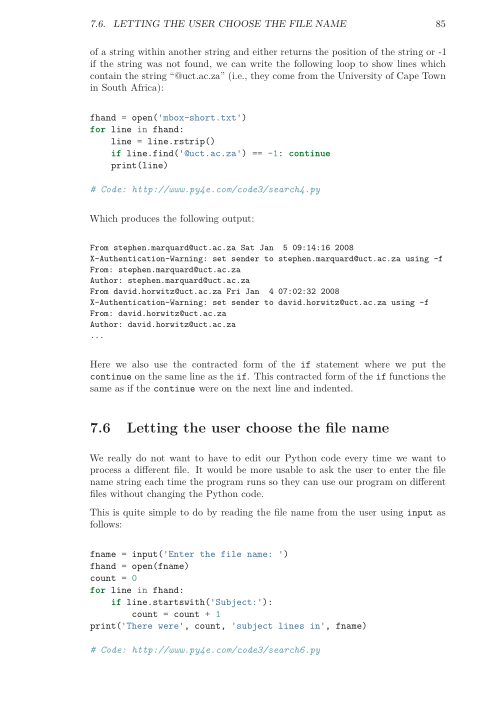 7.6. LETTING THE USER CHOOSE THE FILE NAME 85
of a string within another string and either returns the position of the string or -1
if the string was not found, we can write the following loop to show lines which
contain the string “@uct.ac.za” (i.e., they come from the University of Cape Town
in South Africa):
fhand = open('mbox-short.txt')
for line in fhand:
    line = line.rstrip()
    if line.find('@uct.ac.za') == -1: continue
    print(line)
# Code: http://www.py4e.com/code3/search4.py
Which produces the following output:
From stephen.marquard@uct.ac.za Sat Jan  5 09:14:16 2008
X-Authentication-Warning: set sender to stephen.marquard@uct.ac.za using -f
From: stephen.marquard@uct.ac.za
Author: stephen.marquard@uct.ac.za
From david.horwitz@uct.ac.za Fri Jan  4 07:02:32 2008
X-Authentication-Warning: set sender to david.horwitz@uct.ac.za using -f
From: david.horwitz@uct.ac.za
Author: david.horwitz@uct.ac.za
...
Here we also use the contracted form of the if statement where we put the
continue on the same line as the if. This contracted form of the if functions the
same as if the continue were on the next line and indented.
7.6 Letting the user choose the file name
We really do not want to have to edit our Python code every time we want to
process a different file. It would be more usable to ask the user to enter the file
name string each time the program runs so they can use our program on different
files without changing the Python code.
This is quite simple to do by reading the file name from the user using input as
follows:
fname = input('Enter the file name: ')
fhand = open(fname)
count = 0
for line in fhand:
    if line.startswith('Subject:'):
        count = count + 1
print('There were', count, 'subject lines in', fname)
# Code: http://www.py4e.com/code3/search6.py